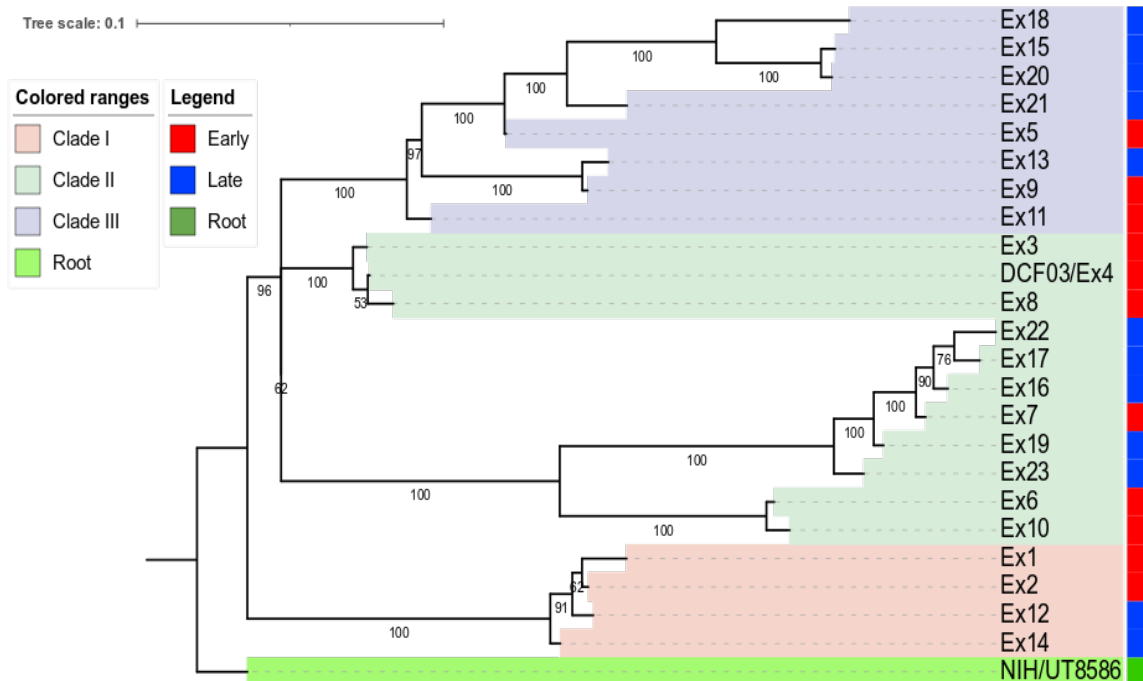 Tree scale: 0.1
Colored ranges
Clade I
Clade II
Clade III
Root
Legend
Early
Late
Root
Ex18
Ex15
Ex20
Ex21
Ex5
Ex13
Ex9
Ex11
Ex3
DCF03/Ex4
Ex8
Ex22
Ex17
Ex16
Ex7
Ex19
Ex23
Ex6
Ex10
Ex1
Ex2
Ex12
Ex14
NIH/UT8586
100
100
100
100
97
100
100
96
100
53
62
76
90
100
100
100
100
100
62
91
100